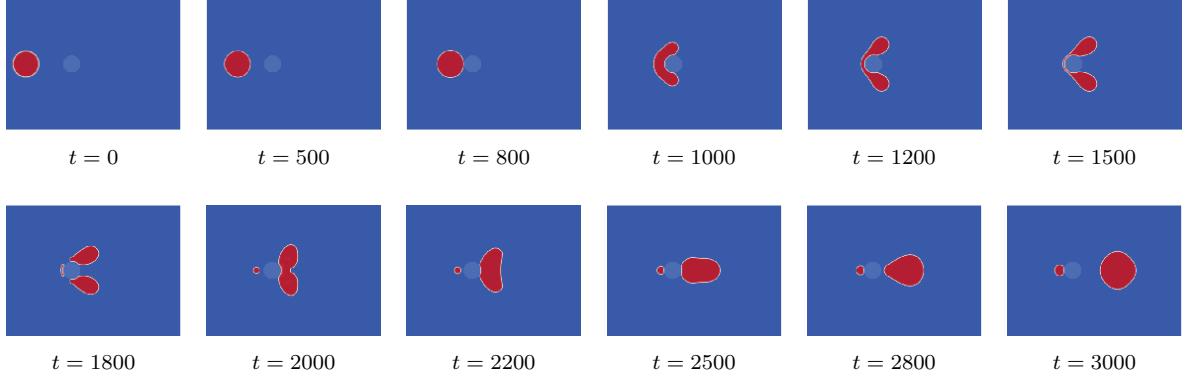 t = 0 t = 500 t = 800 t = 1000 t = 1200 t = 1500
t = 1800 t = 2000 t = 2200 t = 2500 t = 2800 t = 3000